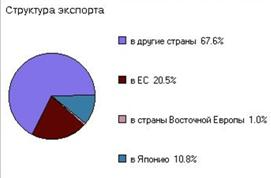 Структура экспорта
в другие страны 67.6%
в ЕС 20.5%
в страны Восточной Европы 1.0%
в Японию 10.8%